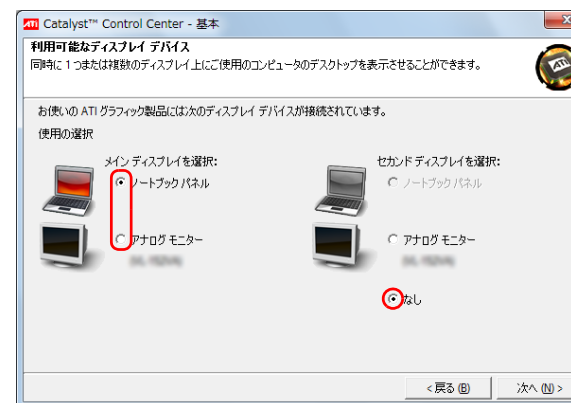 ATI Catalyst™ Control Center - 基本
利用可能なディスプレイ デバイス
同時に 1 つまたは複数のディスプレイ上にご使用のコンピュータのデスクトップを表示させることができます。
ATI
お使いの ATI グラフィック製品には次のディスプレイ デバイスが接続されています。
使用の選択
メイン ディスプレイを選択:
ノートブック パネル
アナログ モニター
セカンド ディスプレイを選択:
ノートブック パネル
アナログ モニター
なし
< 戻る (B)
次へ (N) >